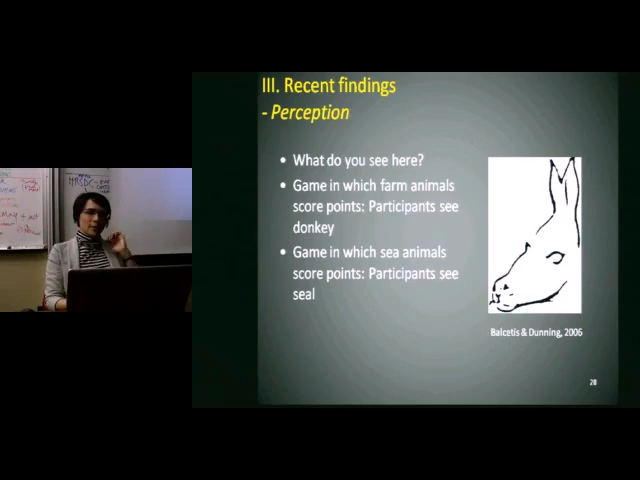 III. Recent findings
- Perception
• What do you see here?
• Game in which farm animals
score points: Participants see
donkey
• Game in which sea animals
score points: Participants see
seal
Balcetis & Dunning, 2006
20